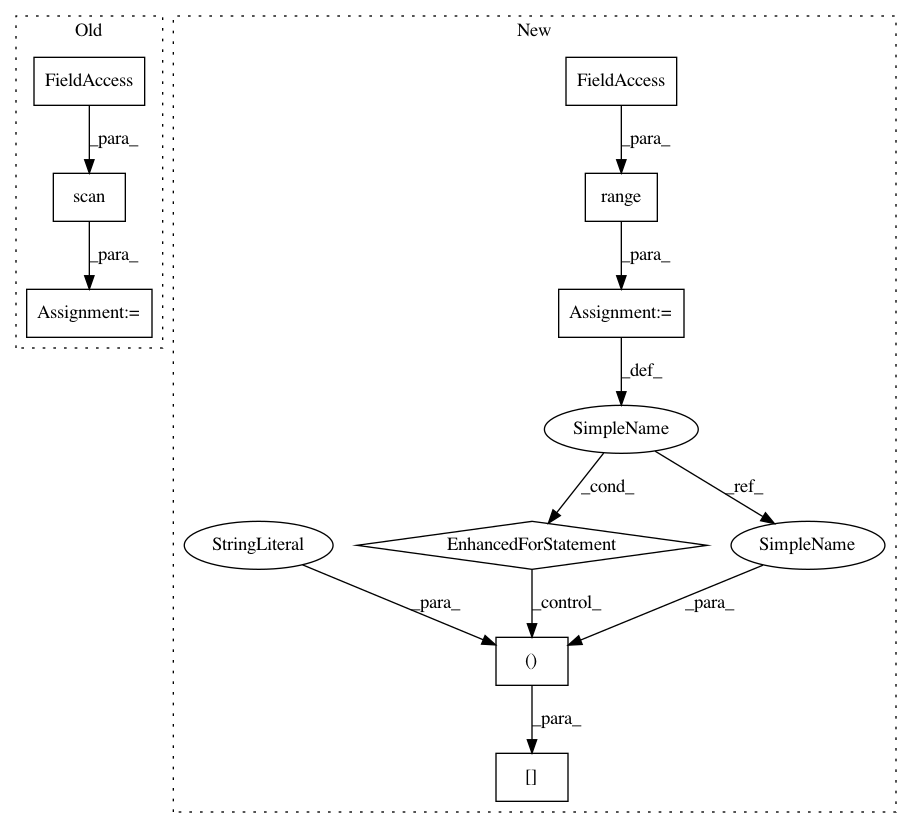 Old
New
FieldAccess
FieldAccess
_para_
_para_
scan
range
_para_
_para_
Assignment:=
Assignment:=
_def_
SimpleName
_cond_
_ref_
StringLiteral
EnhancedForStatement
SimpleName
_para_
_control_
_para_
()
_para_
[]